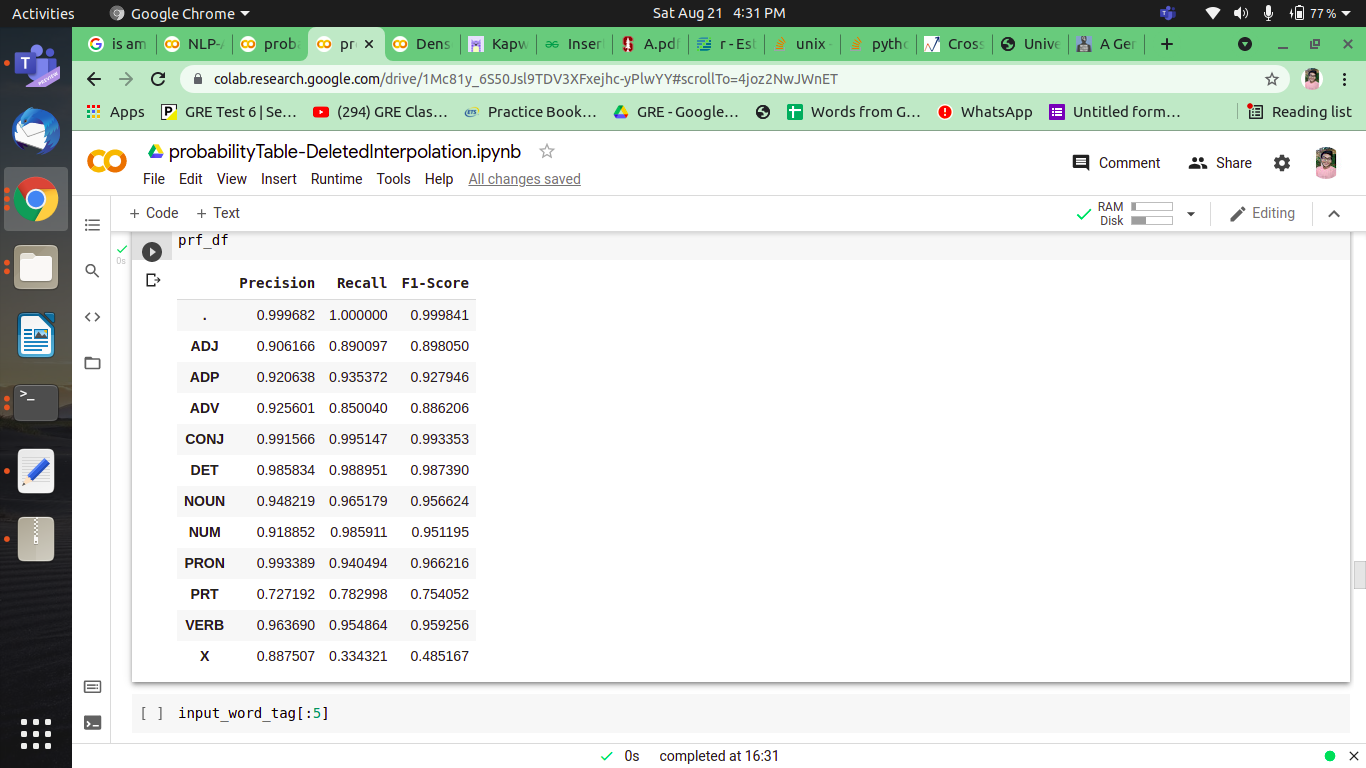 Activities Google Chrome Sat Aug 21 4:31 PM 77 %
is am NLP- proba pr Dens Kapw Inser A.pdf r - Est unix pytho Cross Unive A Ger
colab.research.google.com/drive/1Mc81y_6S50Jsl9TDV3XFxejhc-yPlwYY#scrollTo=4joz2NwJWnET
Apps GRE Test 6 | Se... (294) GRE Clas... Practice Book... GRE - Google... Words from G... WhatsApp Untitled form... Reading list
probabilityTable-DeletedInterpolation.ipynb
Comment Share
File Edit View Insert Runtime Tools Help All changes saved
+ Code + Text RAM Disk Editing
prf_df
0s
Precision Recall F1-Score
. 0.999682 1.000000 0.999841
ADJ 0.906166 0.890097 0.898050
ADP 0.920638 0.935372 0.927946
ADV 0.925601 0.850040 0.886206
CONJ 0.991566 0.995147 0.993353
DET 0.985834 0.988951 0.987390
NOUN 0.948219 0.965179 0.956624
NUM 0.918852 0.985911 0.951195
PRON 0.993389 0.940494 0.966216
PRT 0.727192 0.782998 0.754052
VERB 0.963690 0.954864 0.959256
X 0.887507 0.334321 0.485167
[ ] input_word_tag[:5]
0s completed at 16:31